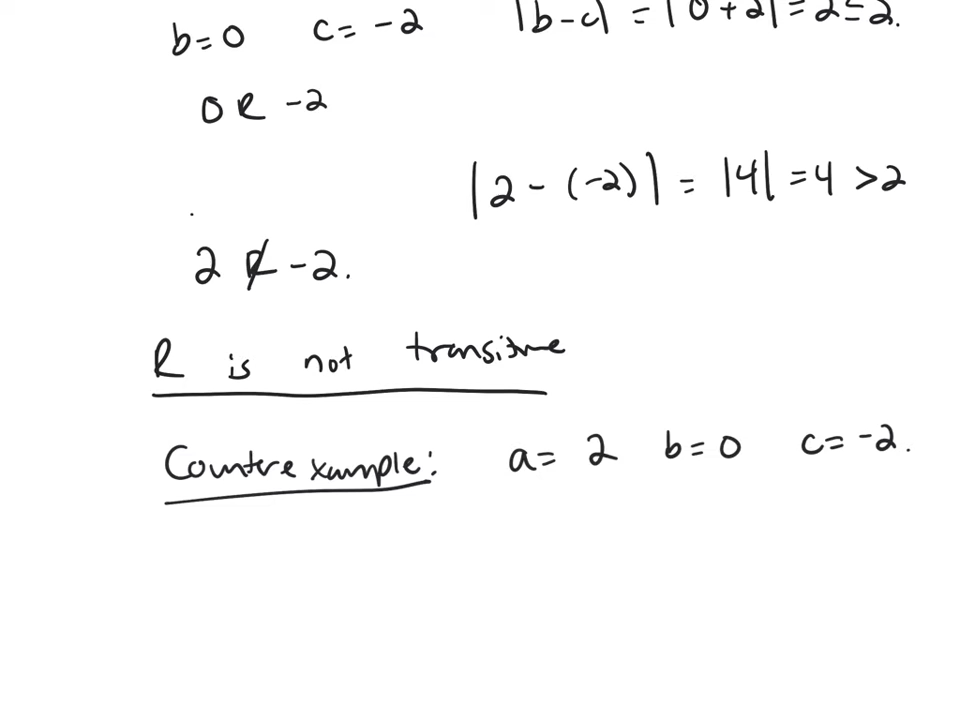 b=0 c= -2 |b-c| = |0+2| = 2 ≤ 2.
0 R -2
|2 - (-2)| = |4| = 4 > 2
2 R̸ -2.
R is not transitive
Counterexample: a= 2 b= 0 c= -2.